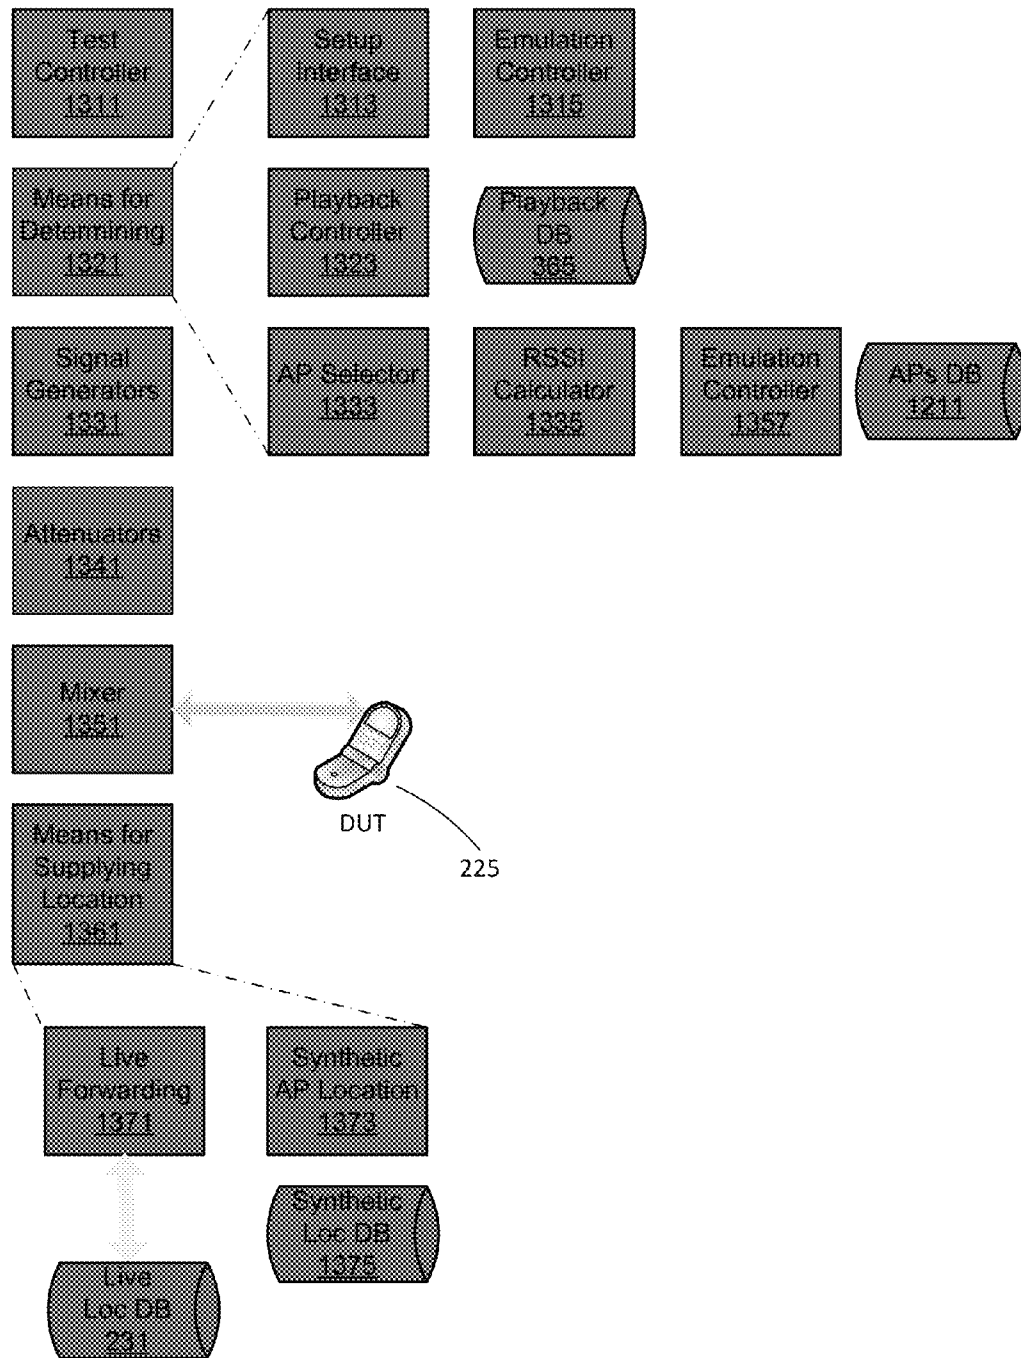 Test
Controller
1311
Setup
Interface
1313
Emulation
Controller
1315
Means for
Determining
1321
Playback
Controller
1323
Playback
DB
365
Signal
Generators
1331
AP Selector
1333
RSSI
Calculator
1335
Emulation
Controller
1357
APs DB
1211
Attenuators
1341
Mixer
1351
DUT
225
Means for
Supplying
Location
1361
Live
Forwarding
1371
Synthetic
AP Location
1373
Synthetic
Loc DB
1375
Live
Loc DB
231